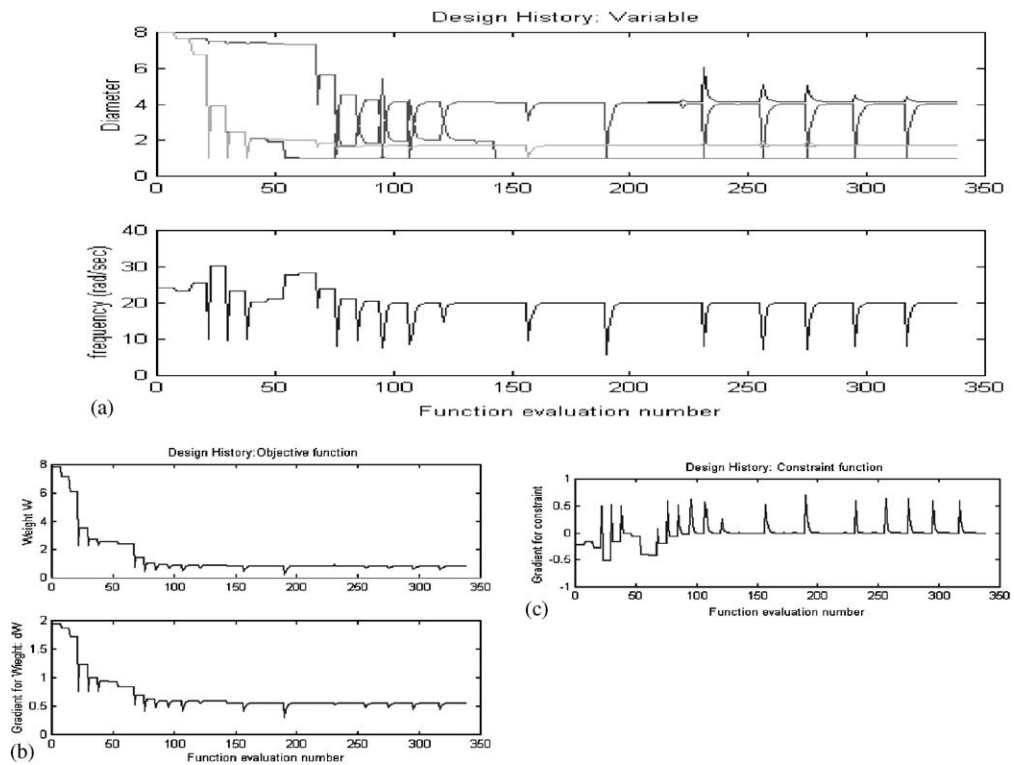 Design History: Variable
Diameter
8
6
4
2
0
0 50 100 150 200 250 300 350
frequency (rad/sec)
40
30
20
10
0
0 50 100 150 200 250 300 350
Function evaluation number
(a)
Design History:Objective function
Weight W
8
6
4
2
0
0 50 100 150 200 250 300 350
Gradient for Wieght: dW
2
1.5
1
0.5
0
0 50 100 150 200 250 300 350
Function evaluation number
(b)
Design History: Constraint function
Gradient for constraint
1
0.5
0
-0.5
-1
0 50 100 150 200 250 300 350
Function evaluation number
(c)